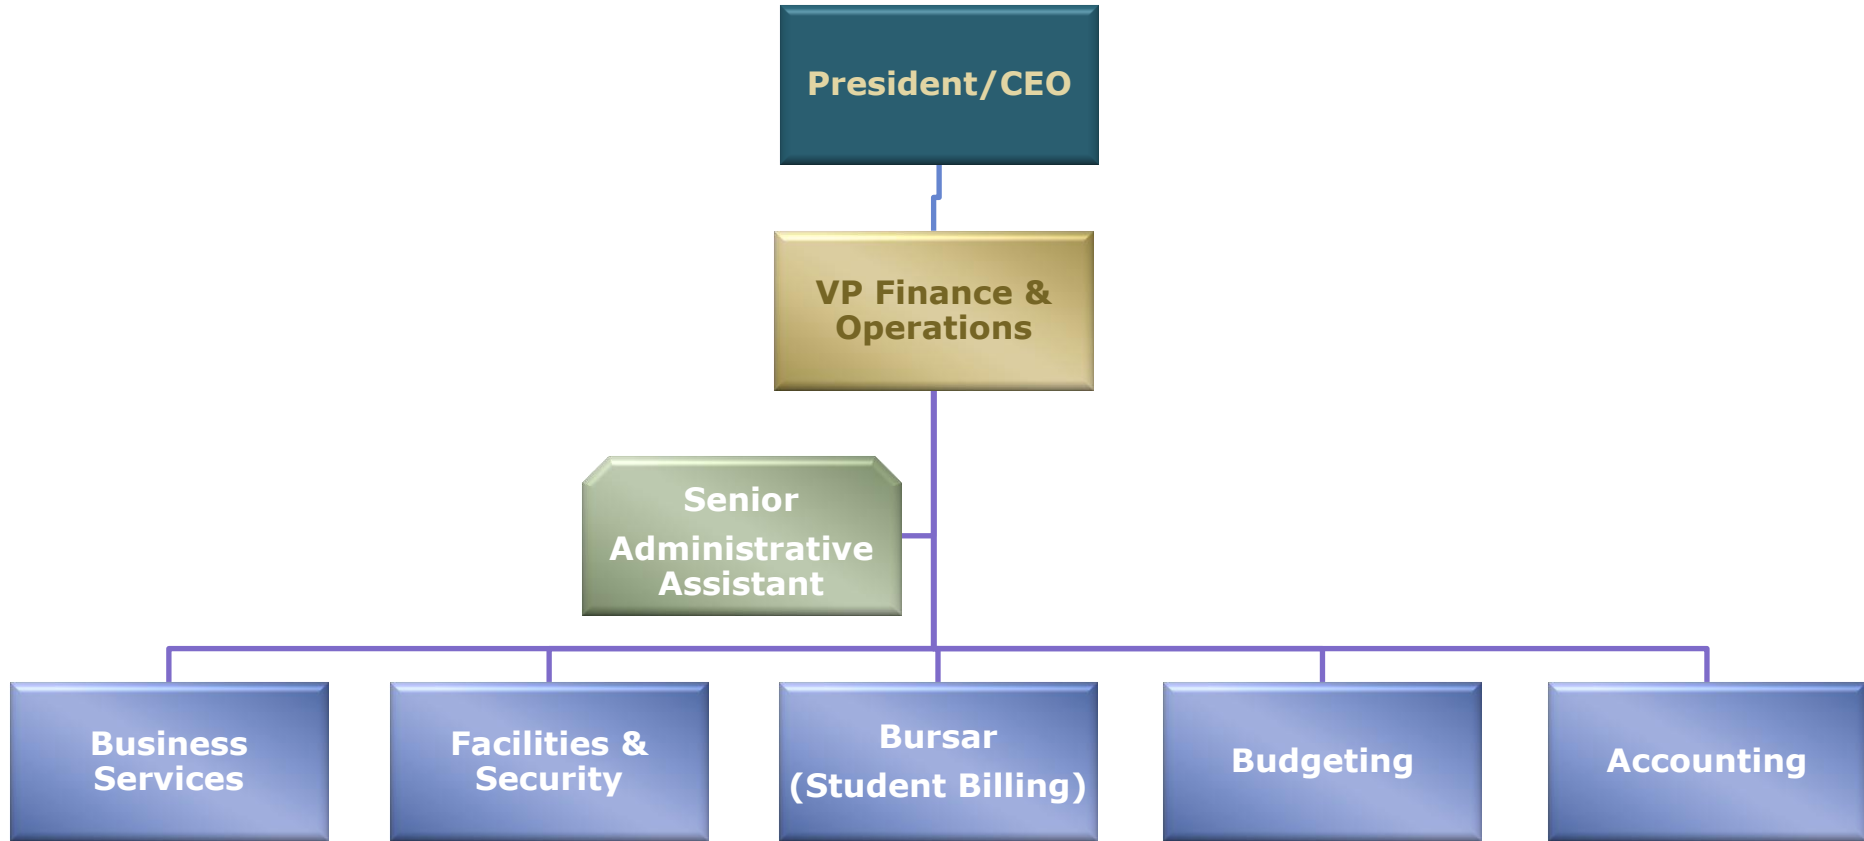 President/CEO
VP Finance &
Operations
Senior
Administrative
Assistant
Business
Services
Facilities &
Security
Bursar
(Student Billing)
Budgeting
Accounting